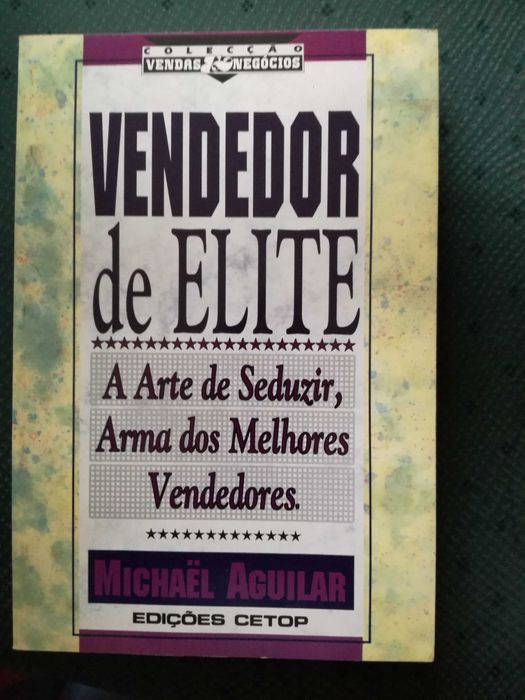 COLECÇÃO
VENDAS & NEGÓCIOS
VENDEDOR
de ELITE
A Arte de Seduzir,
Arma dos Melhores
Vendedores.
MICHAËL AGUILAR
EDIÇÕES CETOP